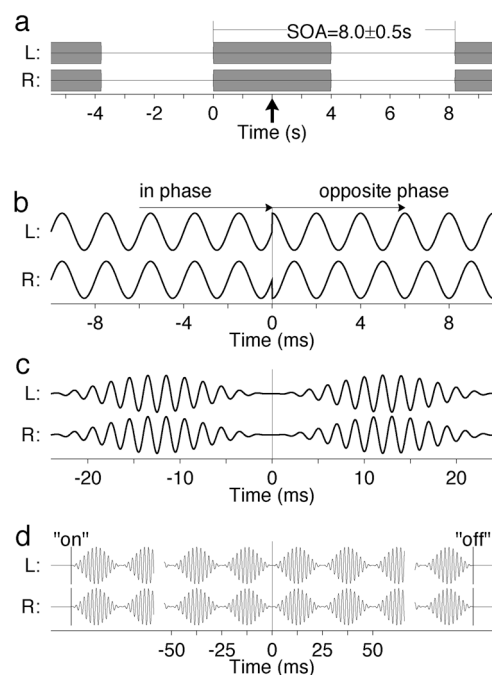 a
SOA=8.0±0.5s
L:
R:
-4 -2 0 2 4 6 8
Time (s)
b
in phase opposite phase
L:
R:
-8 -4 0 4 8
Time (ms)
c
L:
R:
-20 -10 0 10 20
Time (ms)
d
"on" "off"
L:
R:
-50 -25 0 25 50
Time (ms)